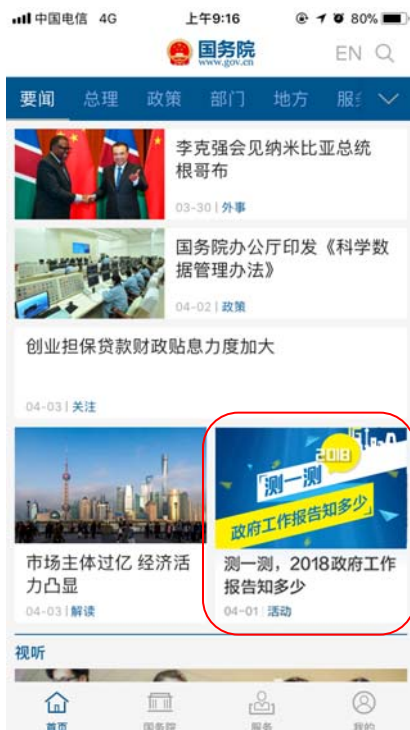 中国电信 4G 上午9:16 80%
国务院
www.gov.cn
EN
要闻 总理 政策 部门 地方
李克强会见纳米比亚总统
根哥布
03-30 | 外事
国务院办公厅印发《科学数
据管理办法》
04-02 | 政策
创业担保贷款财政贴息力度加大
04-03 | 关注
2018
测一测
政府工作报告知多少
市场主体过亿 经济活
力凸显
04-03 | 解读
测一测，2018政府工作
报告知多少
04-01 | 活动
视听
首页 国务院 服务 我的